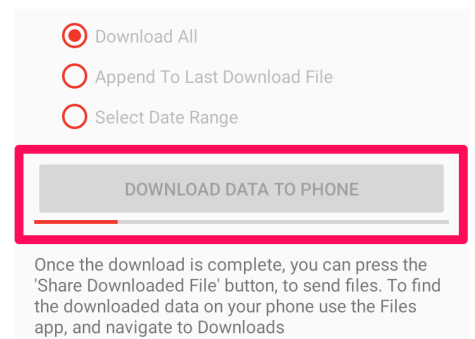 Download All
Append To Last Download File
Select Date Range
DOWNLOAD DATA TO PHONE
Once the download is complete, you can press the
'Share Downloaded File' button, to send files. To find
the downloaded data on your phone use the Files
app, and navigate to Downloads